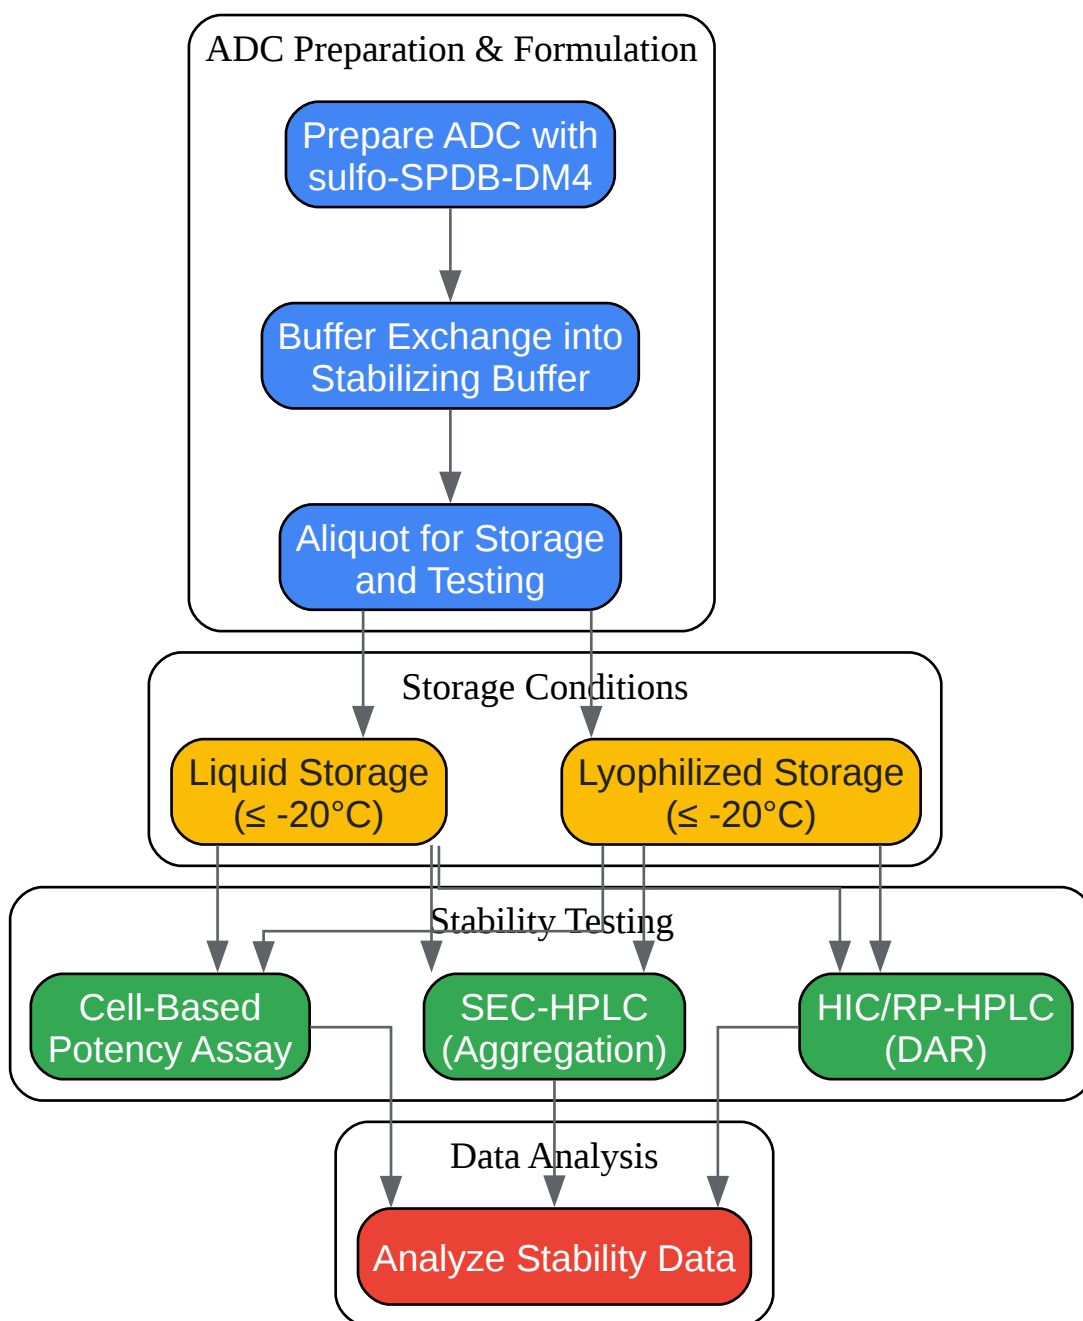 ADC Preparation & Formulation
Prepare ADC with
sulfo-SPDB-DM4
Buffer Exchange into
Stabilizing Buffer
Aliquot for Storage
and Testing
Storage Conditions
Liquid Storage
(≤ -20°C)
Lyophilized Storage
(≤ -20°C)
Stability Testing
Cell-Based
Potency Assay
SEC-HPLC
(Aggregation)
HIC/RP-HPLC
(DAR)
Data Analysis
Analyze Stability Data